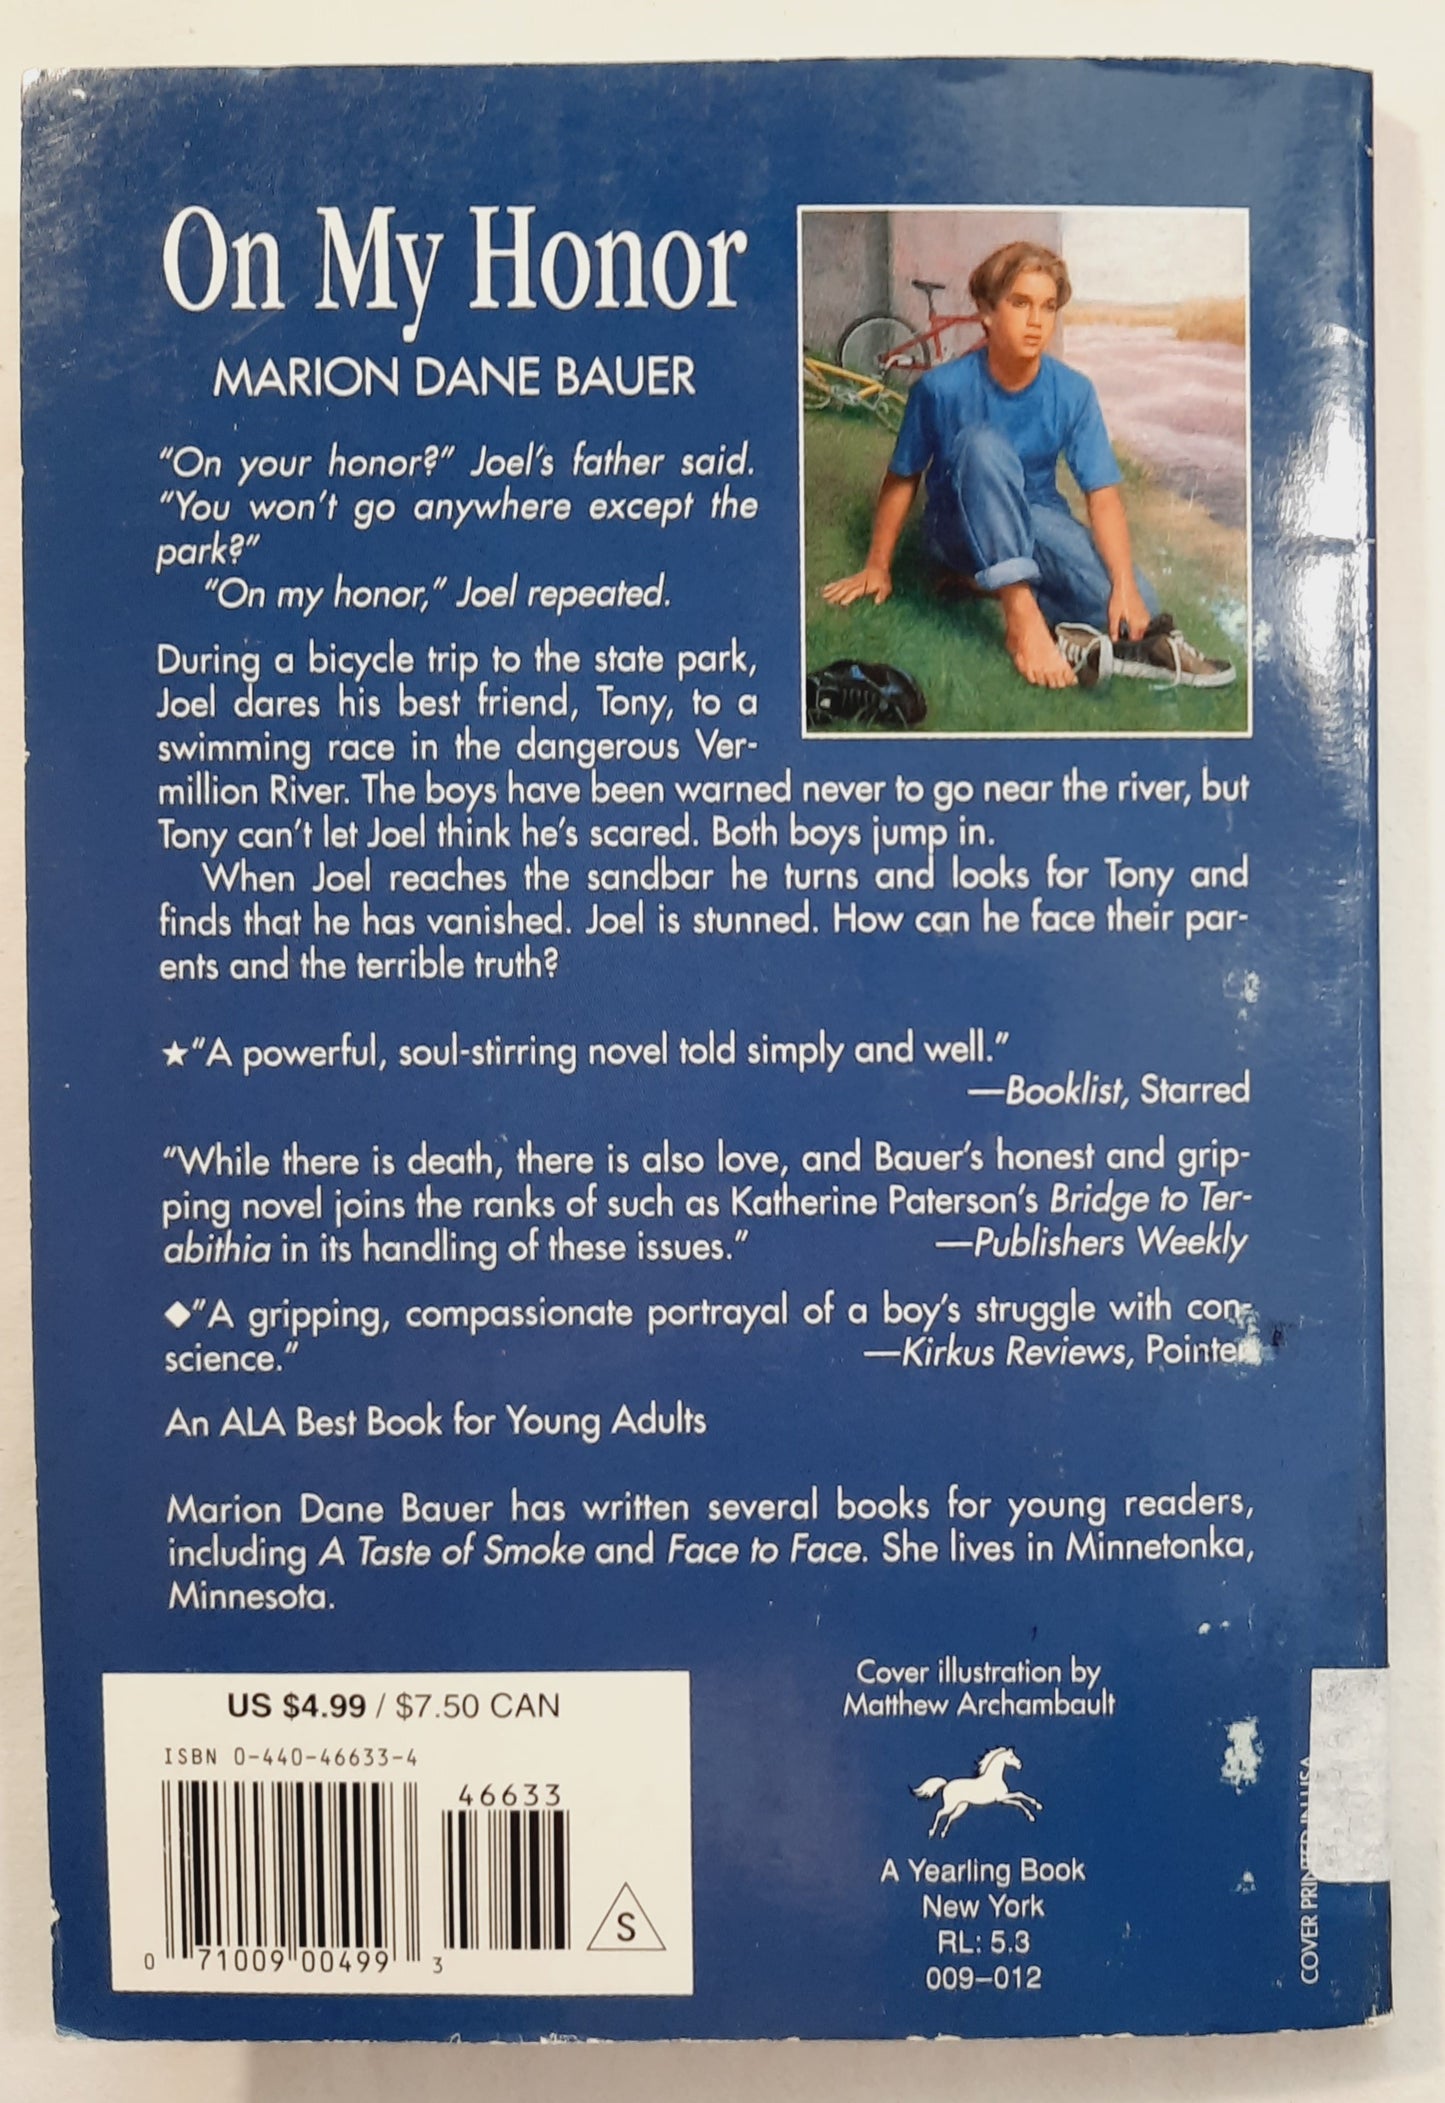 On My Honor
MARION DANE BAUER
“On your honor?” Joel’s father said.
“You won’t go anywhere except the
park?”
“On my honor,” Joel repeated.
During a bicycle trip to the state park,
Joel dares his best friend, Tony, to a
swimming race in the dangerous Ver-
million River. The boys have been warned never to go near the river, but
Tony can’t let Joel think he’s scared. Both boys jump in.
When Joel reaches the sandbar he turns and looks for Tony and
finds that he has vanished. Joel is stunned. How can he face their par-
ents and the terrible truth?
★“A powerful, soul-stirring novel told simply and well.”
—Booklist, Starred
“While there is death, there is also love, and Bauer’s honest and grip-
ping novel joins the ranks of such as Katherine Paterson’s Bridge to Ter-
abithia in its handling of these issues.” —Publishers Weekly
◆“A gripping, compassionate portrayal of a boy’s struggle with con-
science.” —Kirkus Reviews, Pointer
An ALA Best Book for Young Adults
Marion Dane Bauer has written several books for young readers,
including A Taste of Smoke and Face to Face. She lives in Minnetonka,
Minnesota.
US $4.99 / $7.50 CAN
ISBN 0-440-46633-4
46633
0 71009 00499 3
S
Cover illustration by
Matthew Archambault
A Yearling Book
New York
RL: 5.3
009–012
COVER PRINTED IN USA